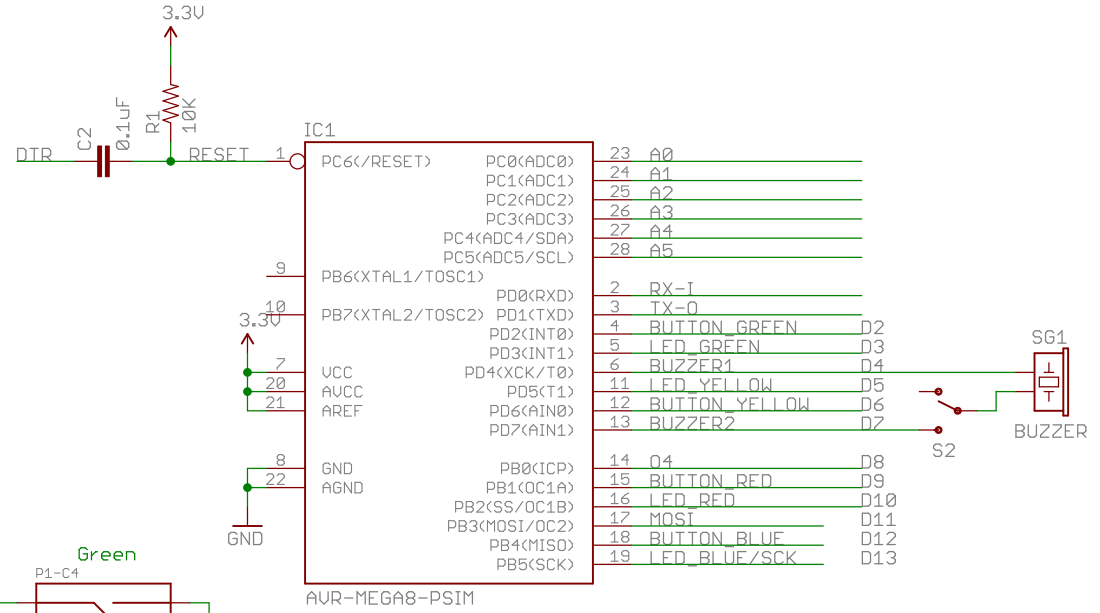 3.3V
R1
10K
C2
0.1uF
DTR
RESET
IC1
1 PC6(/RESET)
PC0(ADC0) 23 A0
PC1(ADC1) 24 A1
PC2(ADC2) 25 A2
PC3(ADC3) 26 A3
PC4(ADC4/SDA) 27 A4
PC5(ADC5/SCL) 28 A5
9 PB6(XTAL1/TOSC1)
PD0(RXD) 2 RX-I
10 PB7(XTAL2/TOSC2)
PD1(TXD) 3 TX-O
3.3V
PD2(INT0) 4 BUTTON_GREEN D2
PD3(INT1) 5 LED_GREEN D3
7 VCC
PD4(XCK/T0) 6 BUZZER1 D4
20 AVCC
PD5(T1) 11 LED_YELLOW D5
21 AREF
PD6(AIN0) 12 BUTTON_YELLOW D6
PD7(AIN1) 13 BUZZER2 D7
SG1
BUZZER
S2
8 GND
PB0(ICP) 14 O4 D8
22 AGND
PB1(OC1A) 15 BUTTON_RED D9
PB2(SS/OC1B) 16 LED_RED D10
PB3(MOSI/OC2) 17 MOSI D11
PB4(MISO) 18 BUTTON_BLUE D12
PB5(SCK) 19 LED_BLUE/SCK D13
GND
AVR-MEGA8-PSIM
Green
P1-C4